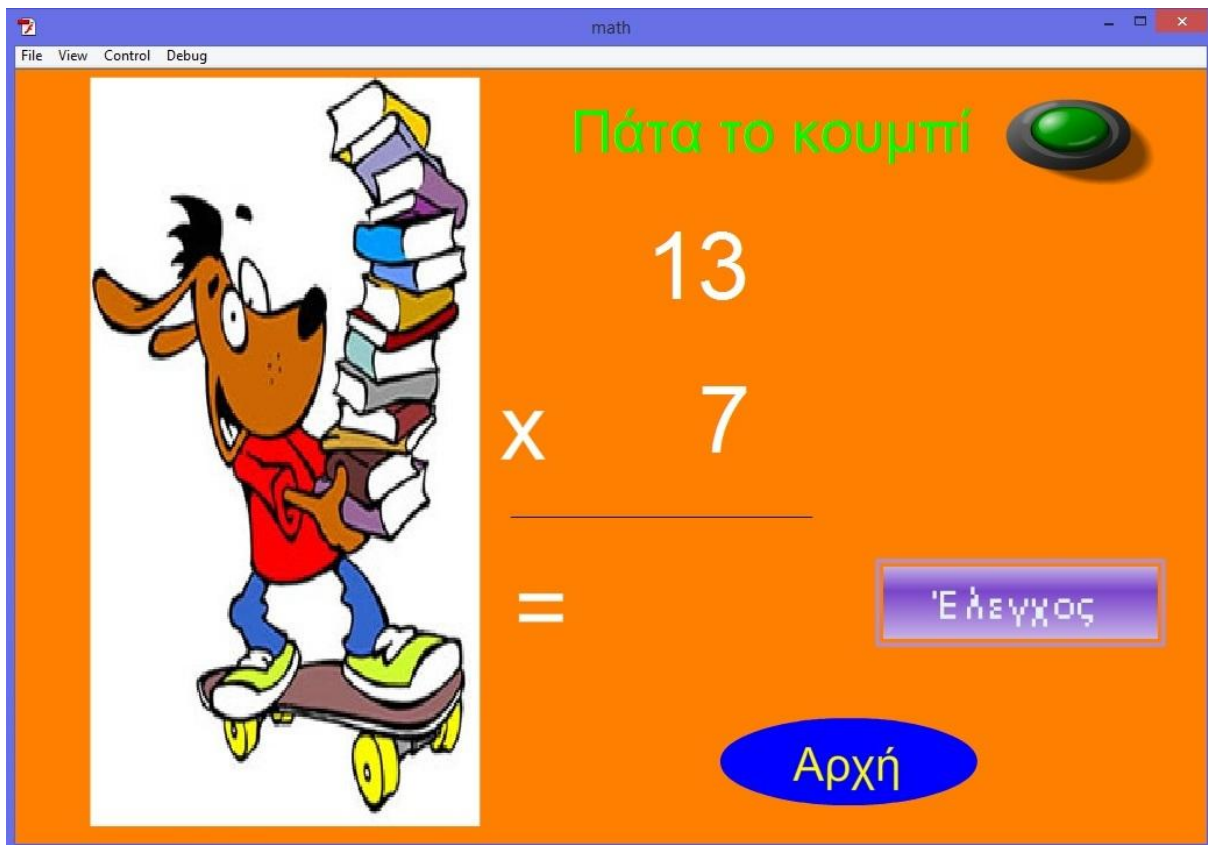 math
File View Control Debug
Πάτα το κουμπί
13
x 7
=
Έλεγχος
Αρχή